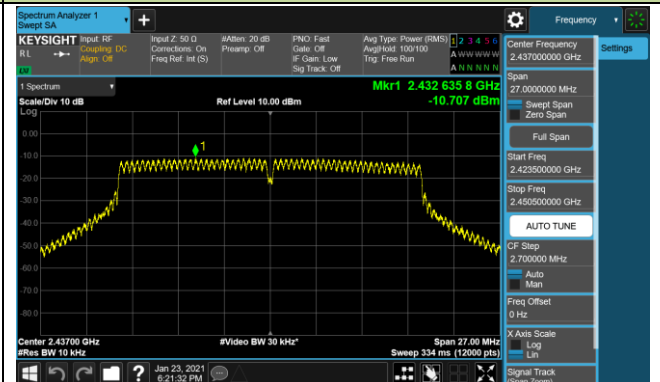 Spectrum Analyzer 1
Swept SA
+
Frequency
KEYSIGHT
RL
Input: RF
Coupling: DC
Align: Off
Input Z: 50 Ω
Corrections: On
Freq Ref: Int (S)
#Atten: 20 dB
Preamp: Off
PNO: Fast
Gate: Off
IF Gain: Low
Sig Track: Off
Avg Type: Power (RMS)
Avg|Hold: 100/100
Trig: Free Run
1 2 3 4 5 6
A W W W W W
A N N N N N
1 Spectrum
Scale/Div 10 dB
Log
Ref Level 10.00 dBm
Mkr1 2.432 635 8 GHz
-10.707 dBm
1
0.00
-10.0
-20.0
-30.0
-40.0
-50.0
-60.0
-70.0
-80.0
Center 2.43700 GHz
#Res BW 10 kHz
#Video BW 30 kHz*
Span 27.00 MHz
Sweep 334 ms (12000 pts)
Jan 23, 2021
6:21:32 PM
?
Center Frequency
2.437000000 GHz
Span
27.0000000 MHz
Swept Span
Zero Span
Full Span
Start Freq
2.423500000 GHz
Stop Freq
2.450500000 GHz
AUTO TUNE
CF Step
2.700000 MHz
Auto
Man
Freq Offset
0 Hz
X Axis Scale
Log
Lin
Signal Track
(Span Zoom)
Settings